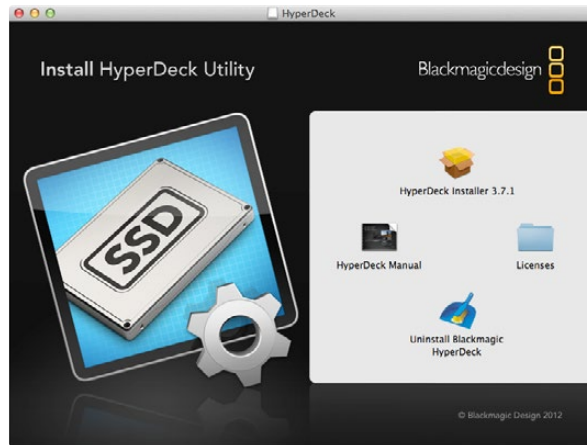 HyperDeck
Install HyperDeck Utility
Blackmagicdesign
SSD
HyperDeck Installer 3.7.1
HyperDeck Manual
Licenses
Uninstall Blackmagic
HyperDeck
© Blackmagic Design 2012